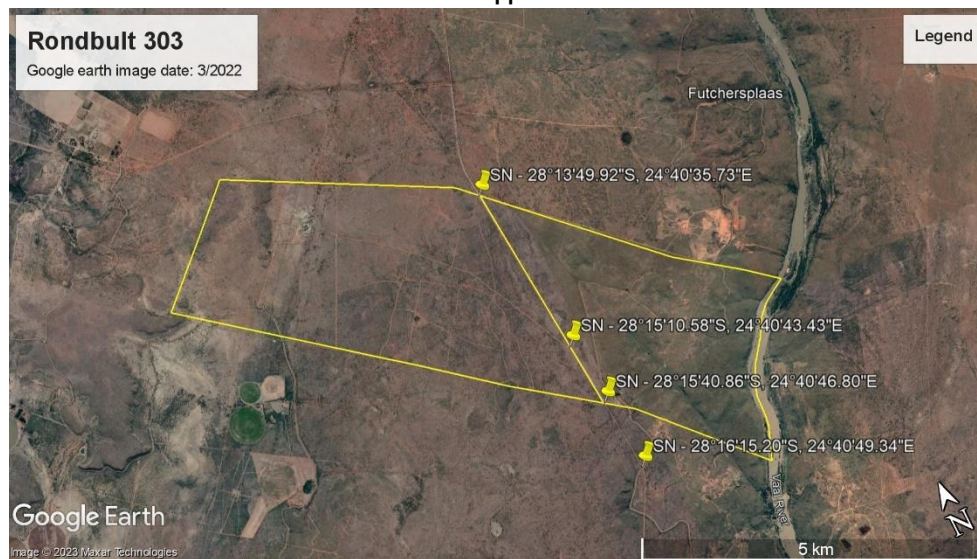 Rondbult 303
Google earth image date: 3/2022
Legend
Futchersplaas
SN - 28°13'49.92"S, 24°40'35.73"E
SN - 28°15'10.58"S, 24°40'43.43"E
SN - 28°15'40.86"S, 24°40'46.80"E
SN - 28°16'15.20"S, 24°40'49.34"E
Vaal Rive
Google Earth
Image © 2023 Maxar Technologies
5 km
N